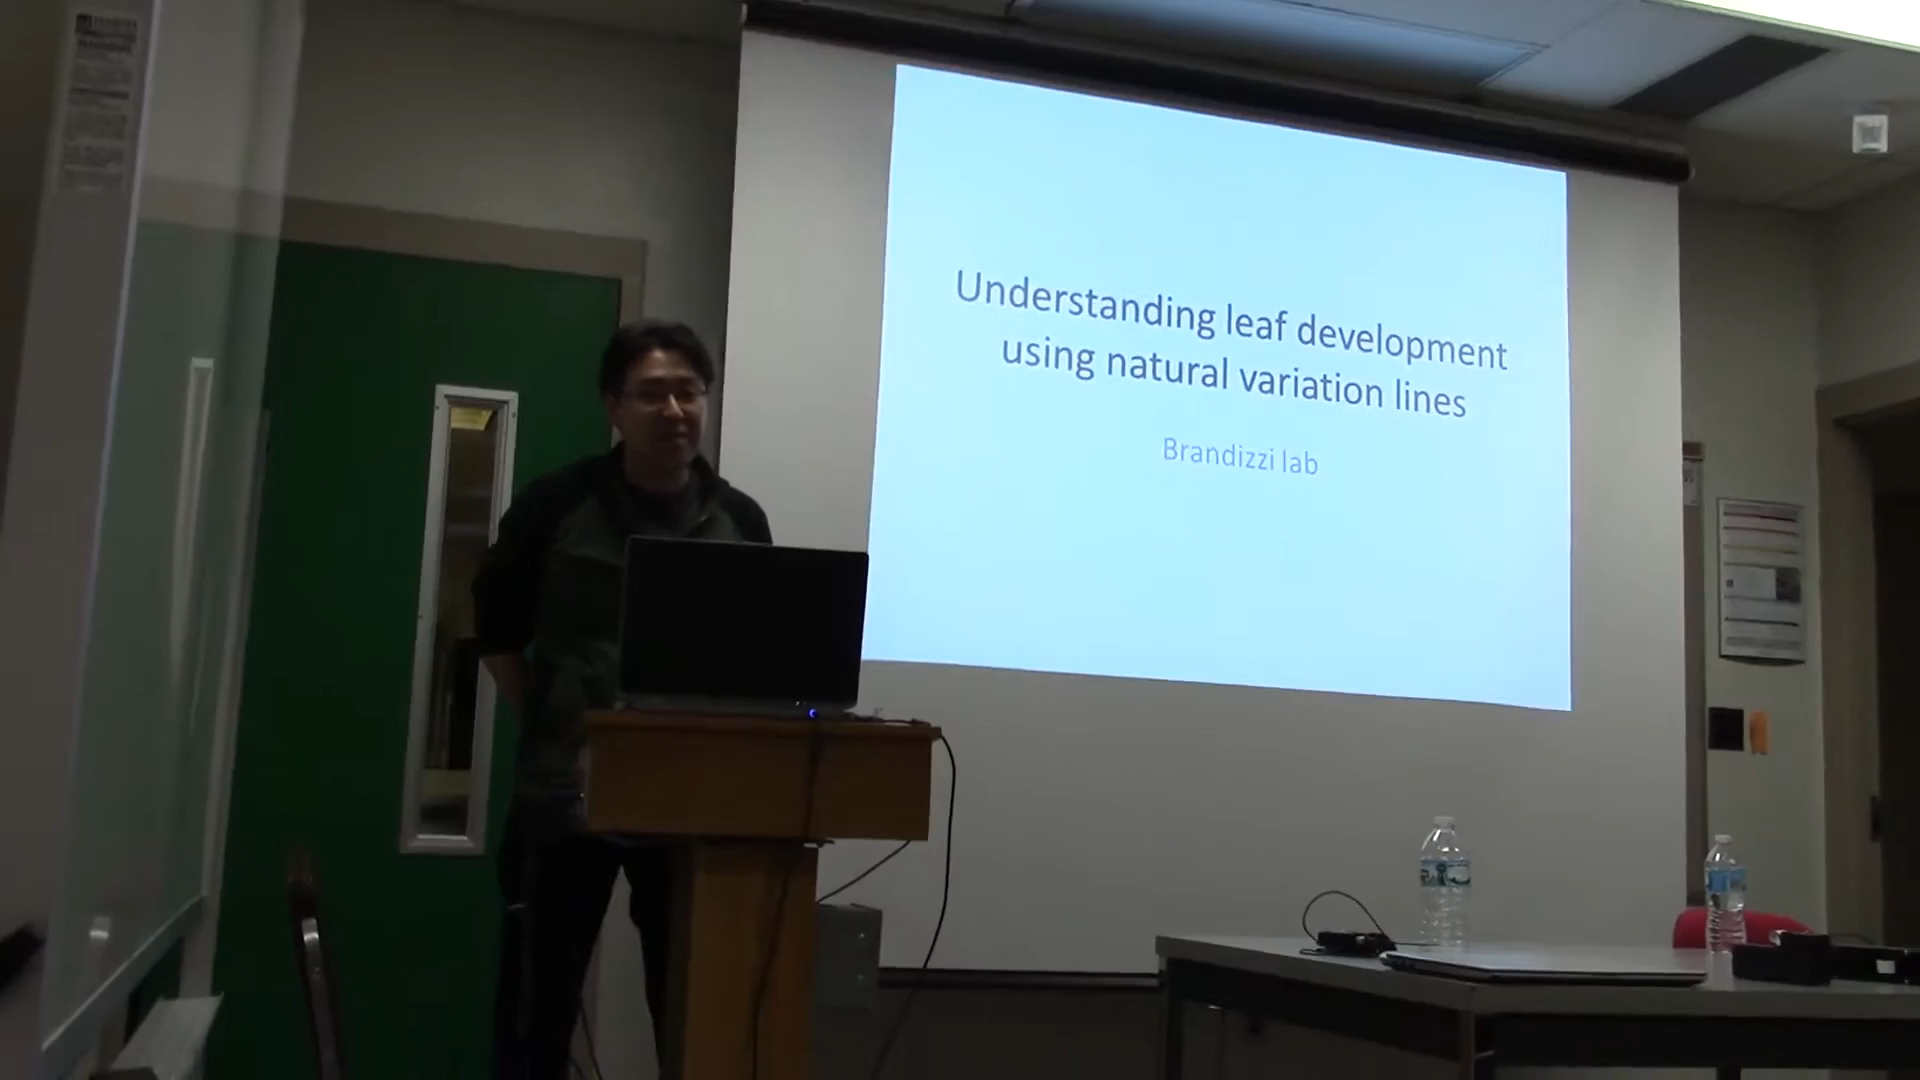 Understanding leaf development
using natural variation lines
Brandizzi lab